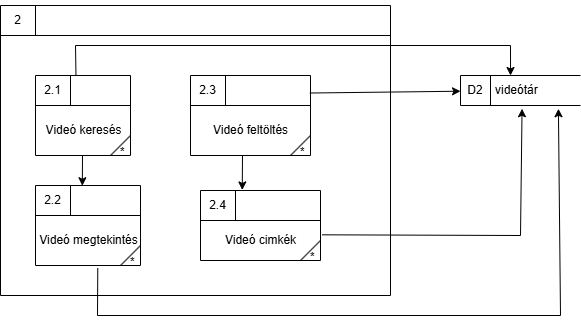 2
2.1
Videó keresés
*
2.3
Videó feltöltés
*
D2 videótár
2.2
Videó megtekintés
*
2.4
Videó cimkék
*